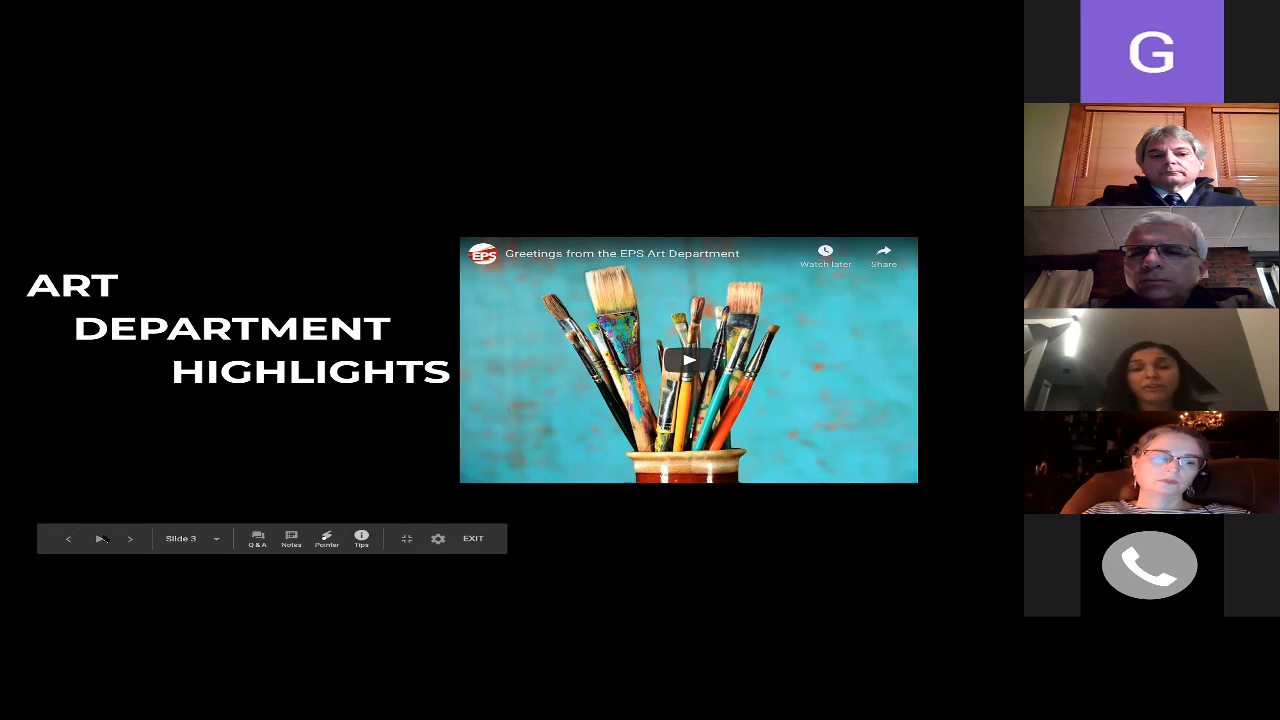 G
EPS Greetings from the EPS Art Department
Watch later
Share
ART
DEPARTMENT
HIGHLIGHTS
Slide 3
Q&A
Notes
Pointer
Tips
EXIT